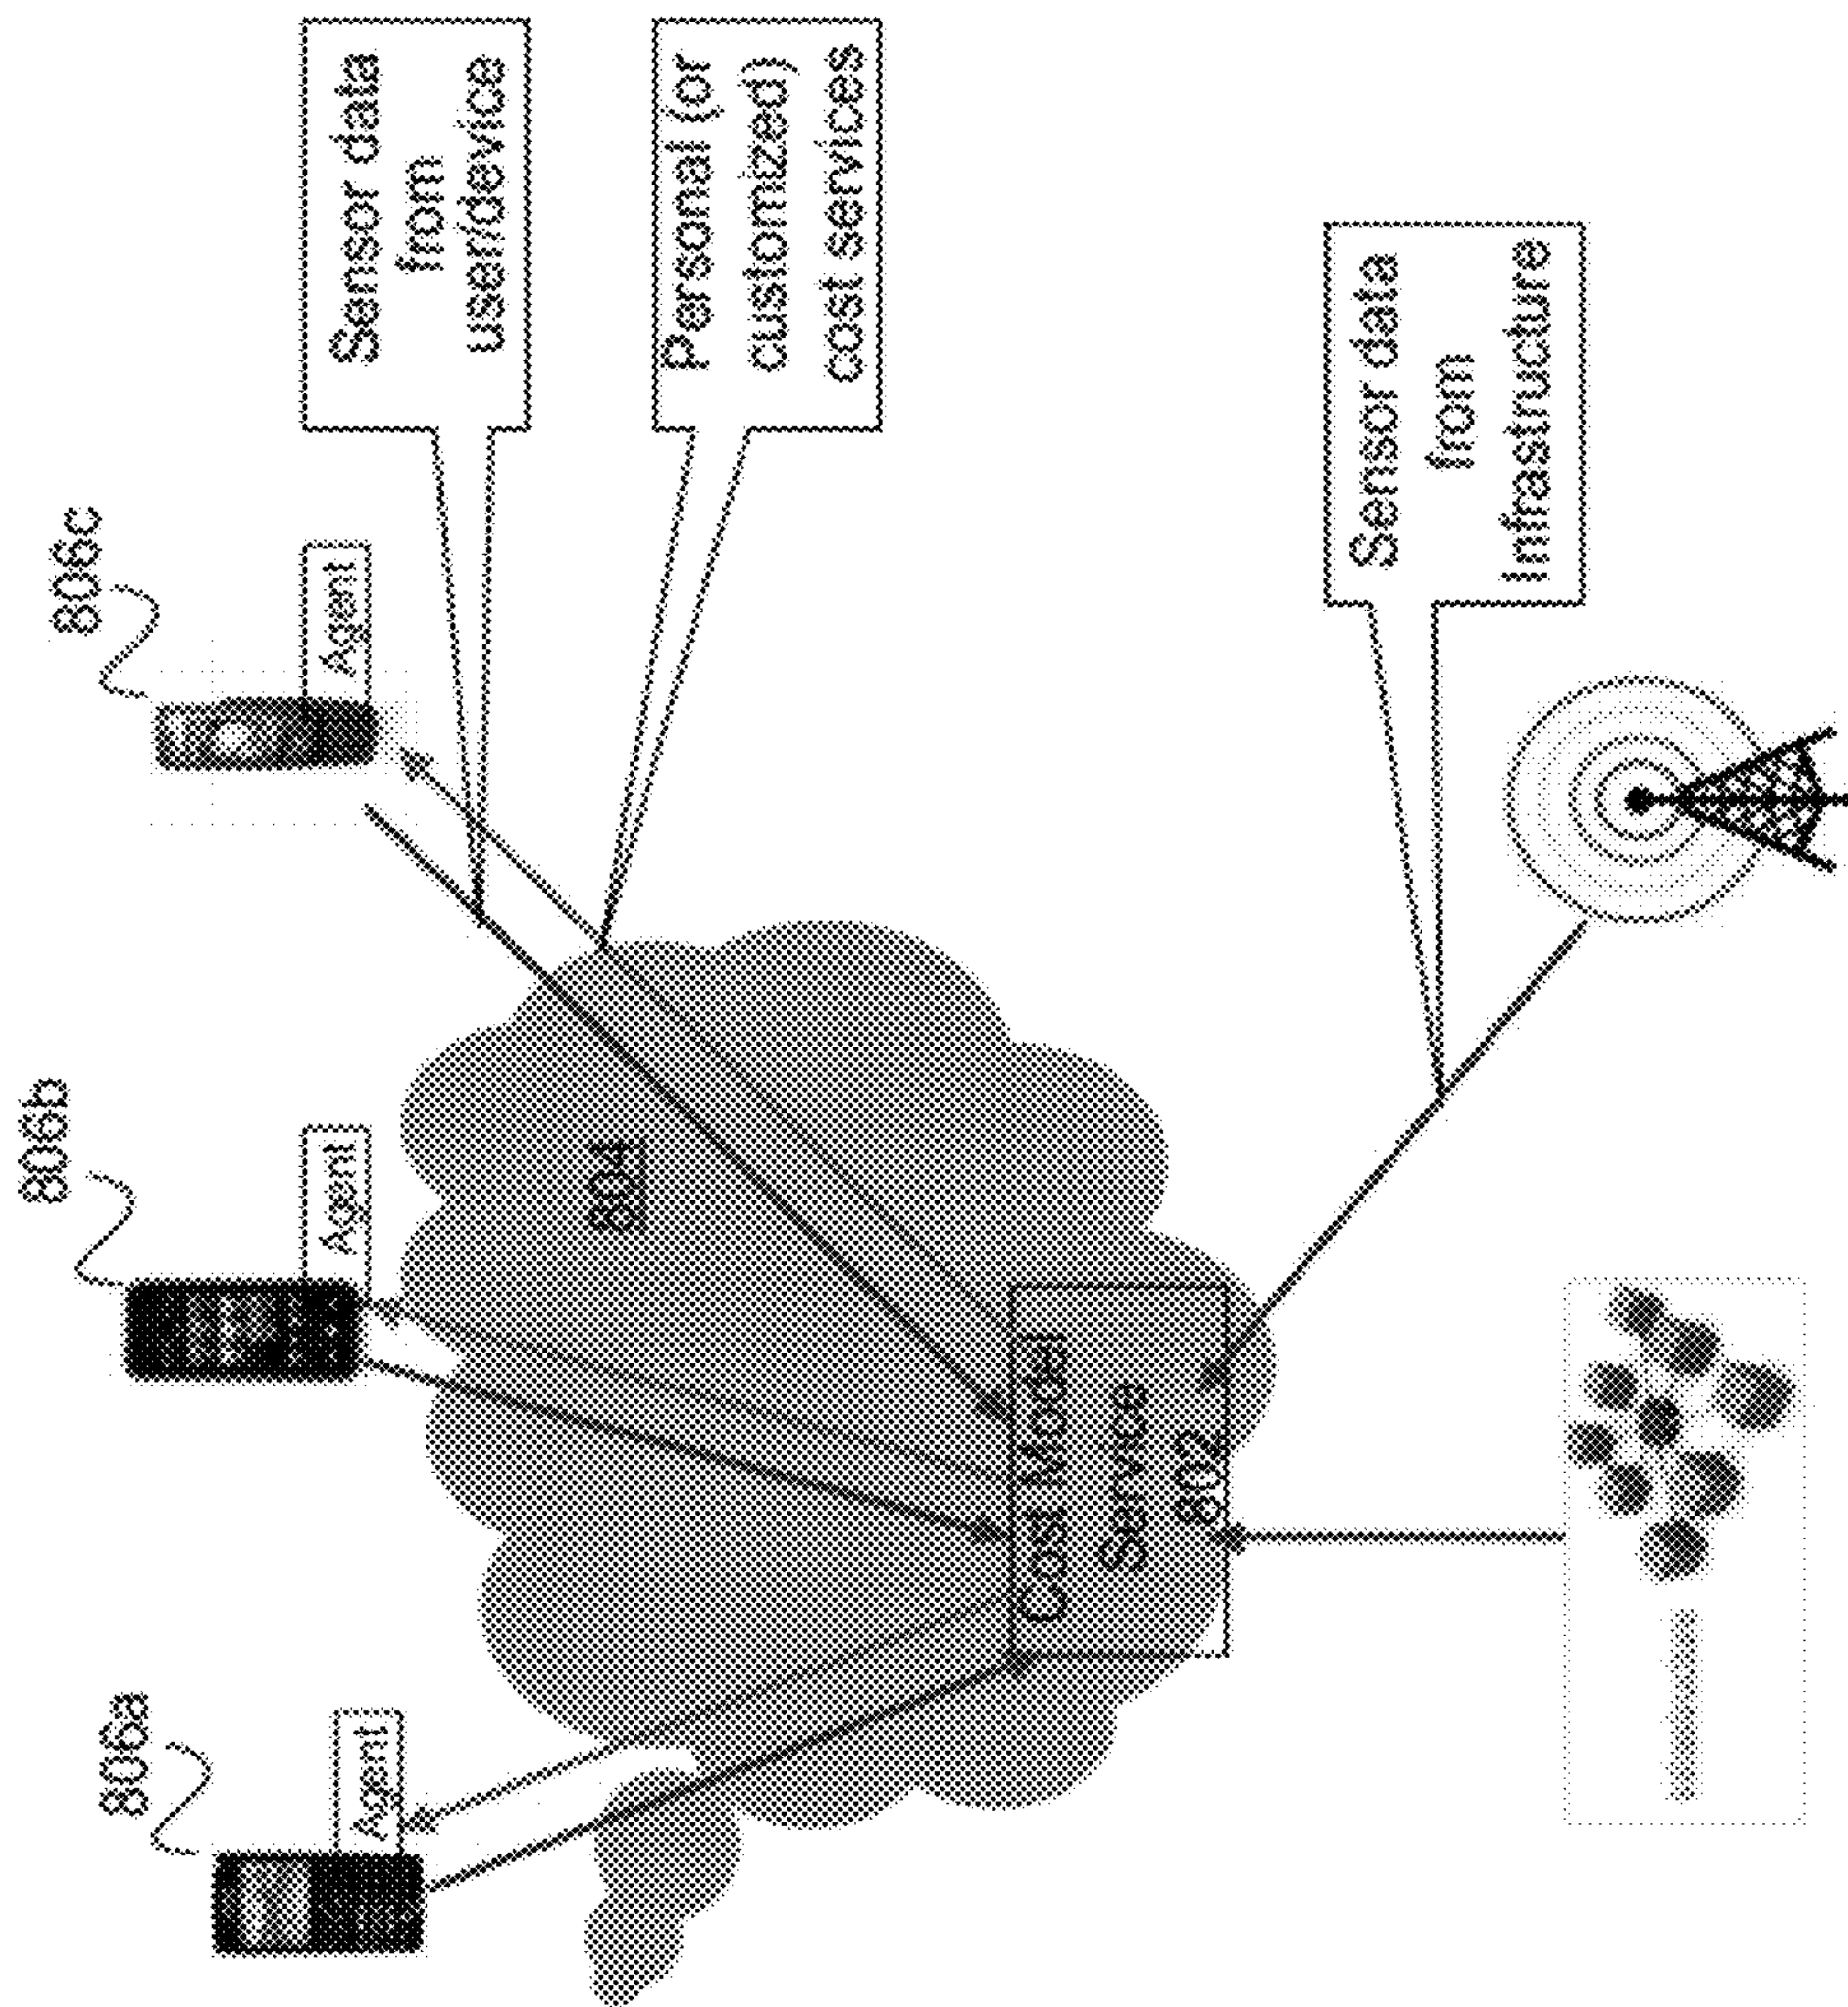 806a
Agent
806b
Agent
806c
Agent
Sensor data
from
user/device
Personal (or
customized)
cost services
804
Cost Model
Service
802
Sensor data
from
Infrastructure